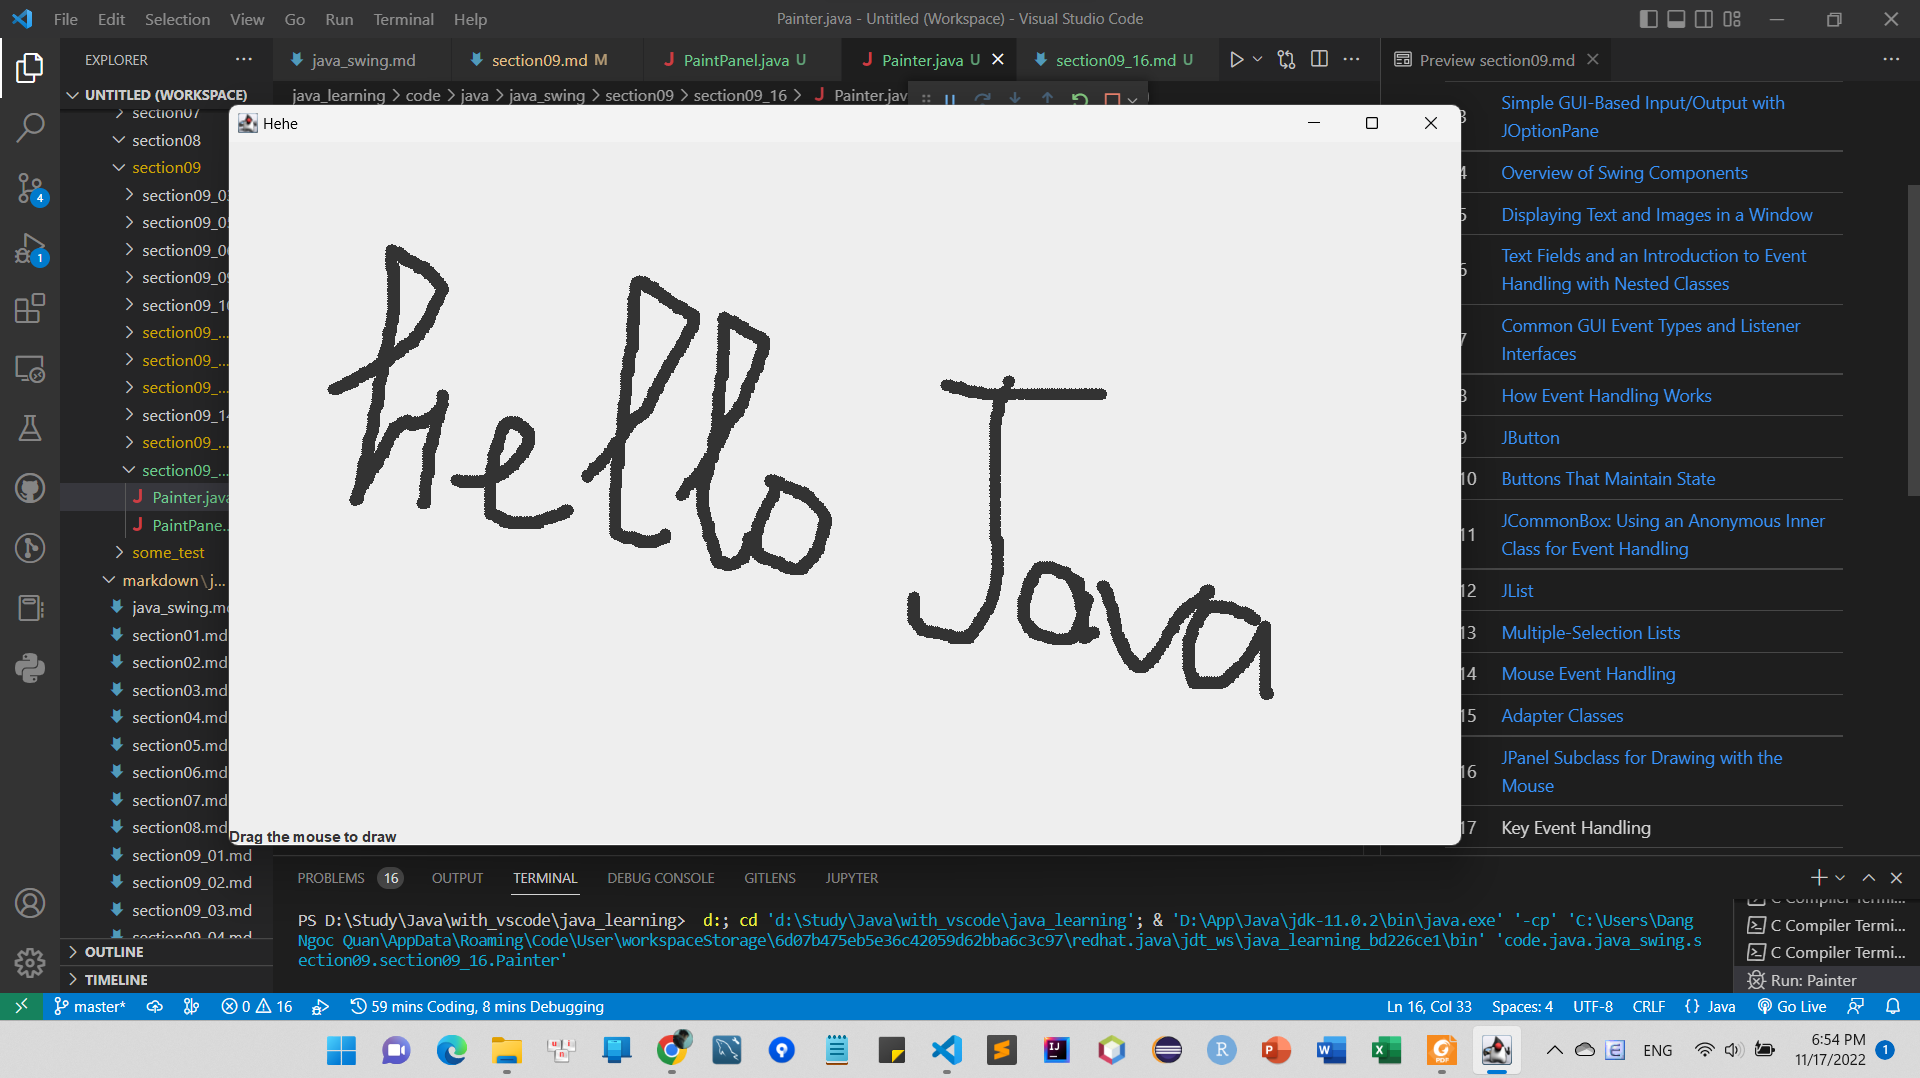 File Edit Selection View Go Run Terminal Help
Painter.java - Untitled (Workspace) - Visual Studio Code
EXPLORER
java_swing.md
section09.md M
PaintPanel.java U
Painter.java U
section09_16.md U
Preview section09.md
UNTITLED (WORKSPACE)
java_learning > code > java > java_swing > section09 > section09_16 > Painter.jav
section07
section08
section09
section09_03
section09_05
section09_06
section09_09
section09_10
section09_...
section09_...
section09_...
section09_14
section09_...
section09_...
Painter.java
PaintPane...
some_test
markdown\j...
java_swing.md
section01.md
section02.md
section03.md
section04.md
section05.md
section06.md
section07.md
section08.md
section09_01.md
section09_02.md
section09_03.md
section09_04.md
OUTLINE
TIMELINE
4
1
Hehe
hello Java
Drag the mouse to draw
3 Simple GUI-Based Input/Output with
JOptionPane
4 Overview of Swing Components
5 Displaying Text and Images in a Window
6 Text Fields and an Introduction to Event
Handling with Nested Classes
7 Common GUI Event Types and Listener
Interfaces
8 How Event Handling Works
9 JButton
10 Buttons That Maintain State
11 JCommonBox: Using an Anonymous Inner
Class for Event Handling
12 JList
13 Multiple-Selection Lists
14 Mouse Event Handling
15 Adapter Classes
16 JPanel Subclass for Drawing with the
Mouse
17 Key Event Handling
PROBLEMS 16 OUTPUT TERMINAL DEBUG CONSOLE GITLENS JUPYTER
PS D:\Study\Java\with_vscode\java_learning>  d:; cd 'd:\Study\Java\with_vscode\java_learning'; & 'D:\App\Java\jdk-11.0.2\bin\java.exe' '-cp' 'C:\Users\Dang
Ngoc Quan\AppData\Roaming\Code\User\workspaceStorage\6d07b475eb5e36c42059d62bba6c3c97\redhat.java\jdt_ws\java_learning_bd226ce1\bin' 'code.java.java_swing.s
ection09.section09_16.Painter'
C Compiler Termi...
C Compiler Termi...
C Compiler Termi...
Run: Painter
master* 0 16 59 mins Coding, 8 mins Debugging
Ln 16, Col 33 Spaces: 4 UTF-8 CRLF {} Java Go Live
ENG
6:54 PM
11/17/2022
1